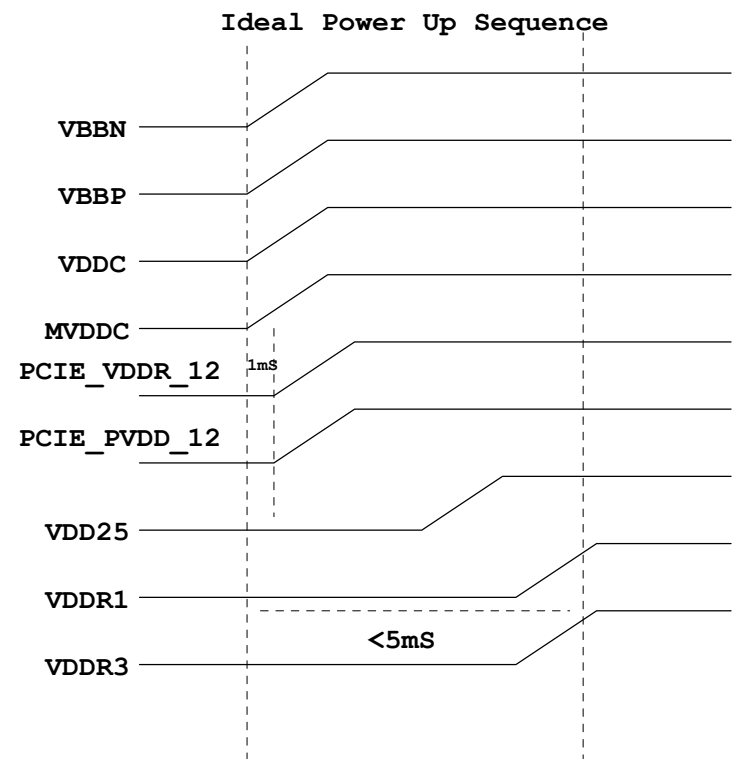 Ideal Power Up Sequence
VBBN
VBBP
VDDC
MVDDC
PCIE_VDDR_12
1mS
PCIE_PVDD_12
VDD25
VDDR1
<5mS
VDDR3